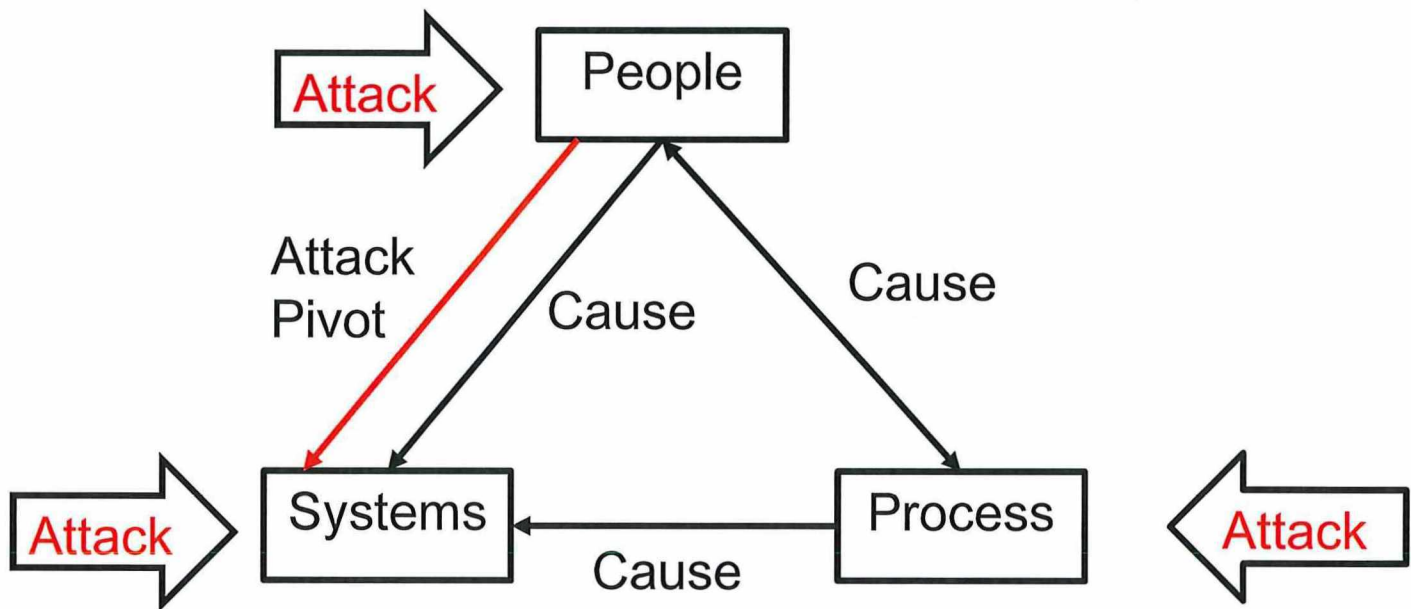 People
Attack
Attack
Pivot
Cause
Cause
Systems
Process
Attack
Attack
Cause